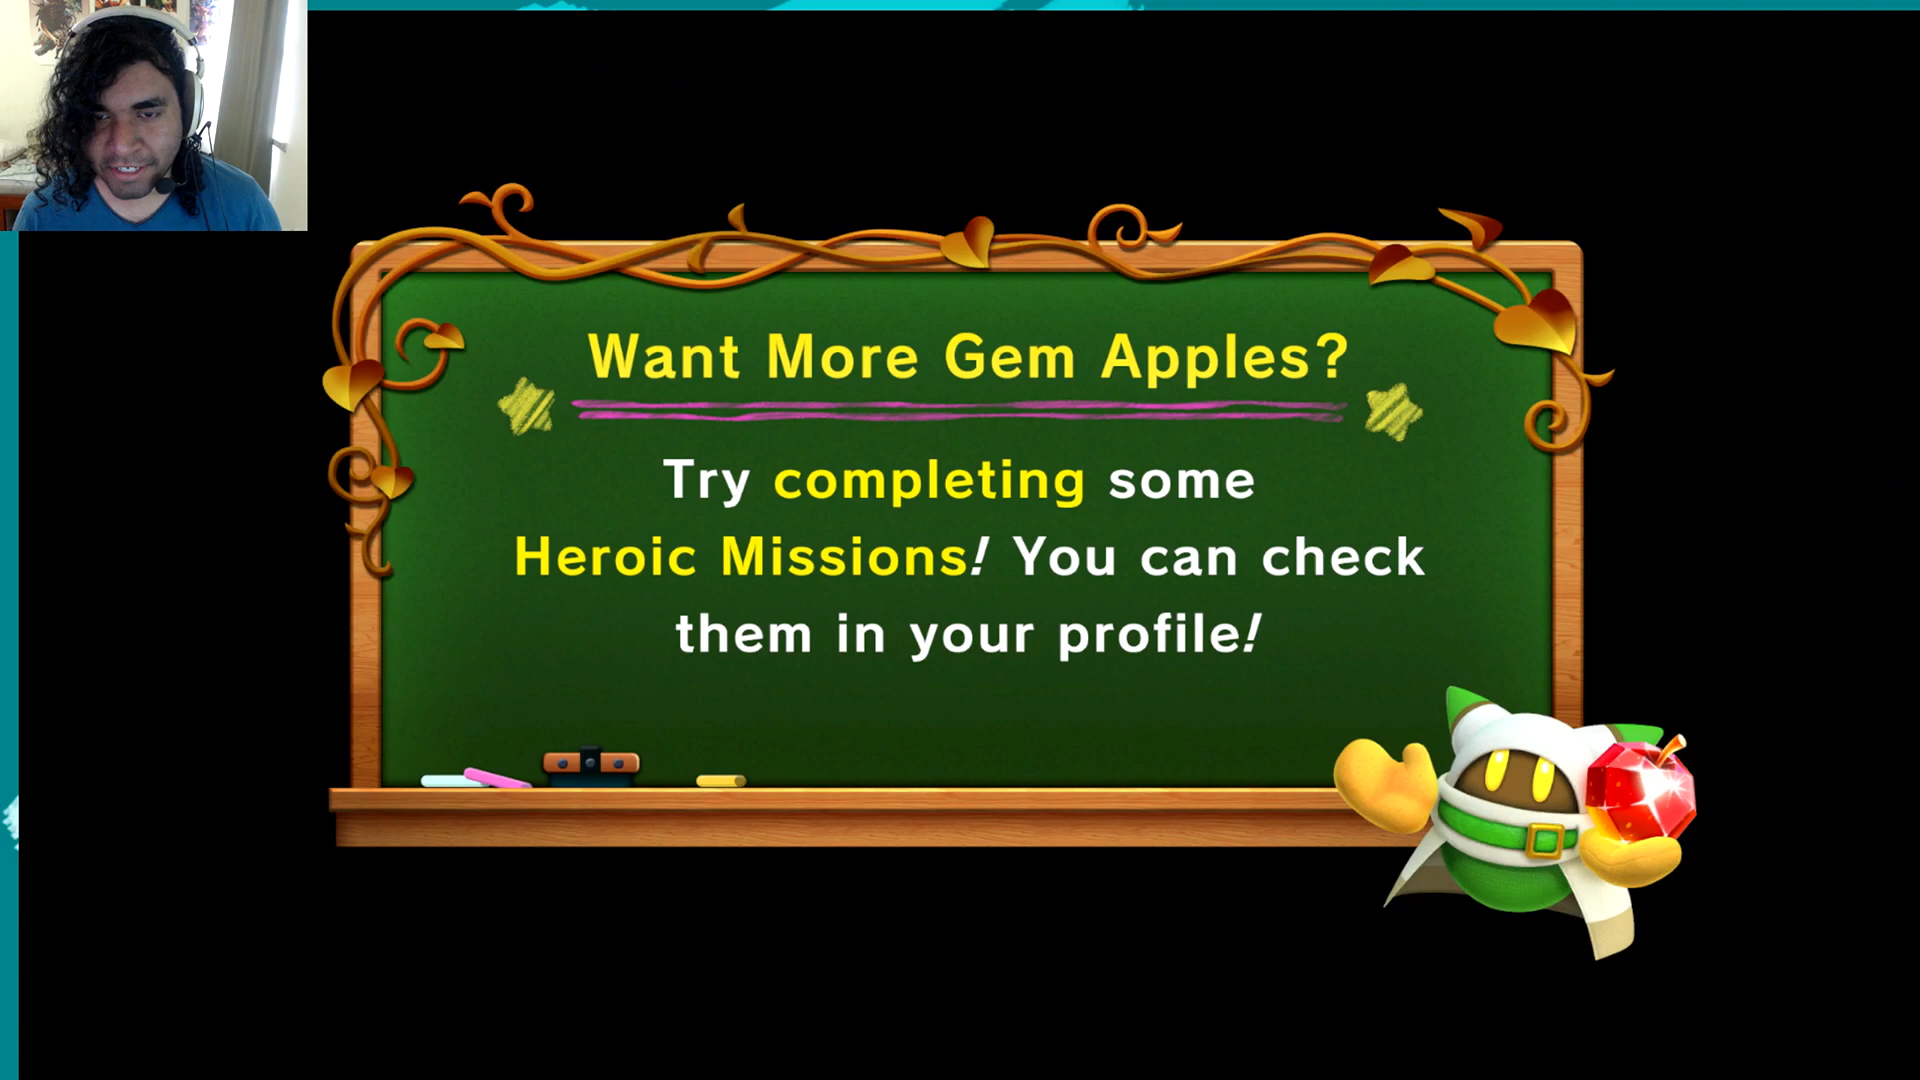 Want More Gem Apples?
Try completing some
Heroic Missions! You can check
them in your profile!